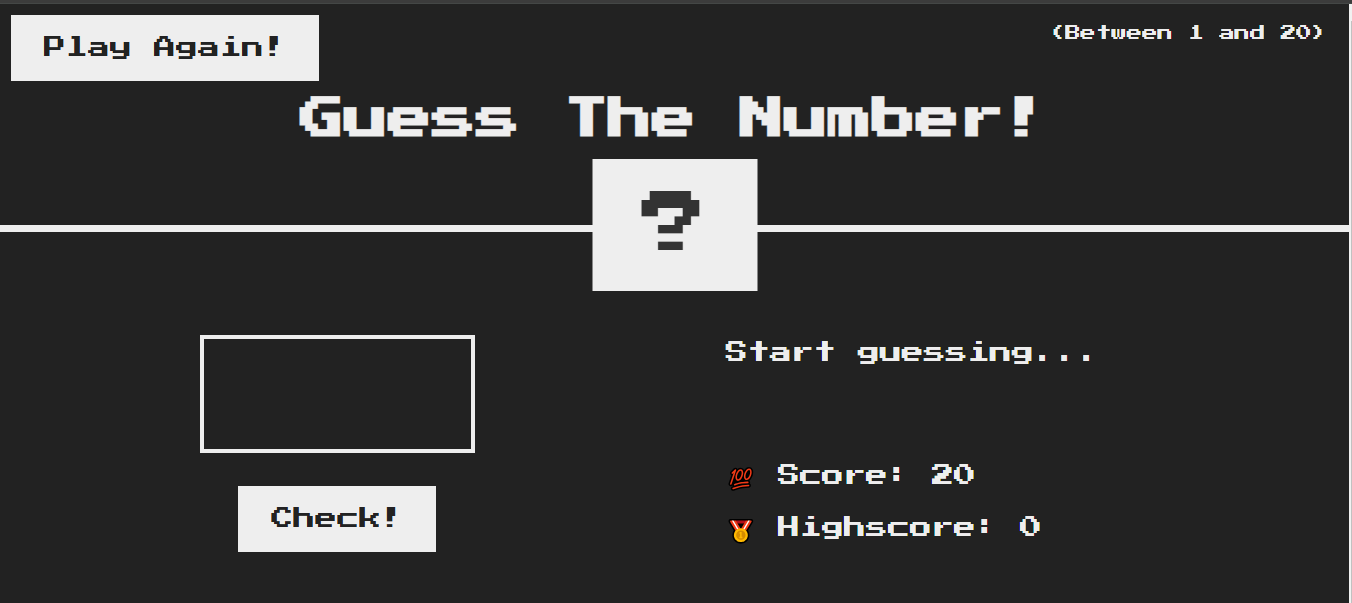 Play Again!
(Between 1 and 20)
Guess The Number!
?
Start guessing...
💯 Score: 20
🥇 Highscore: 0
Check!